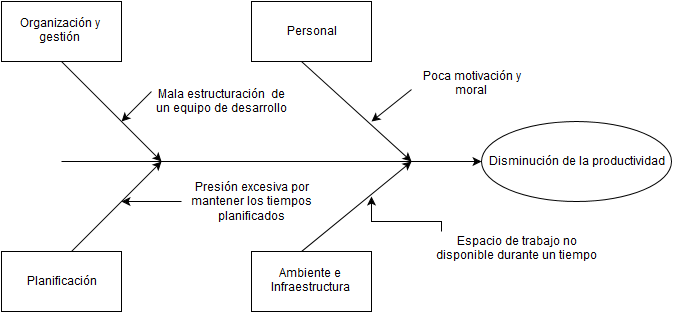 Organización y
gestión
Personal
Mala estructuración de
un equipo de desarrollo
Poca motivación y
moral
Disminución de la productividad
Presión excesiva por
mantener los tiempos
planificados
Espacio de trabajo no
disponible durante un tiempo
Planificación
Ambiente e
Infraestructura